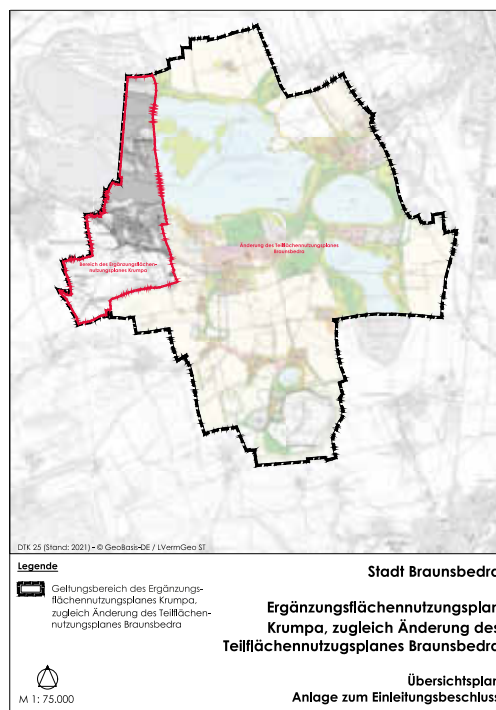 Änderung des Teilflächennutzungsplanes
Braunsbedra
Bereich des Ergänzungsflächen-
nutzungsplanes Krumpa
DTK 25 (Stand: 2021) - © GeoBasis-DE / LVermGeo ST
Legende
Geltungsbereich des Ergänzungs-
flächennutzungsplanes Krumpa,
zugleich Änderung des Teilflächen-
nutzungsplanes Braunsbedra
M 1: 75.000
Stadt Braunsbedra
Ergänzungsflächennutzungsplan
Krumpa, zugleich Änderung des
Teilflächennutzugsplanes Braunsbedra
Übersichtsplan
Anlage zum Einleitungsbeschluss